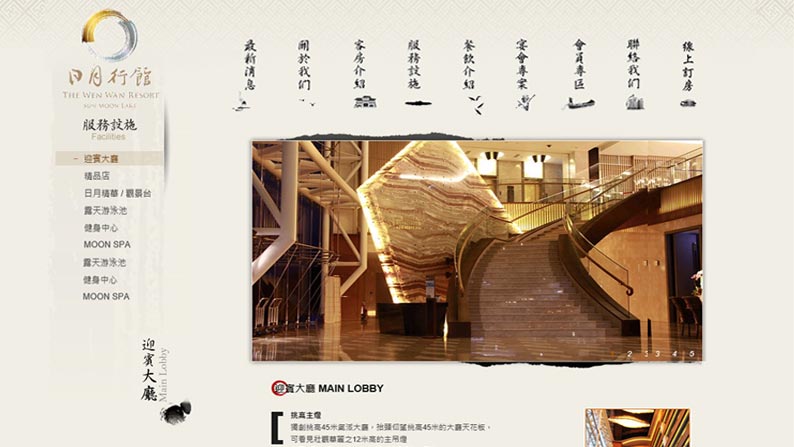 日月行館
THE WEN WAN RESORT
SUN MOON LAKE
最新消息
關於我們
客房介紹
服務設施
餐飲介紹
宴會專案
會員專區
聯絡我們
線上訂房
服務設施
Facilities
迎賓大廳
精品店
日月精華 / 觀景台
露天游泳池
健身中心
MOON SPA
露天游泳池
健身中心
MOON SPA
迎賓大廳
Main Lobby
2 3 3 4 5
迎賓大廳 MAIN LOBBY
挑高主燈
獨創挑高45米氣派大廳，抬頭仰望挑高45米的大廳天花板，
可看見壯觀華麗之12米高的主吊燈